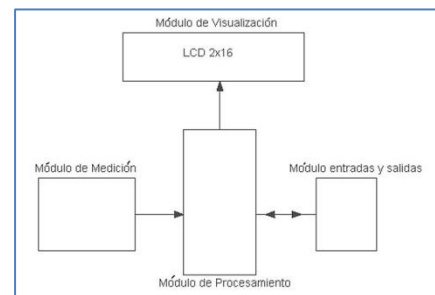 Módulo de Visualización
LCD 2x16
Módulo de Medición
Módulo entradas y salidas
Módulo de Procesamiento